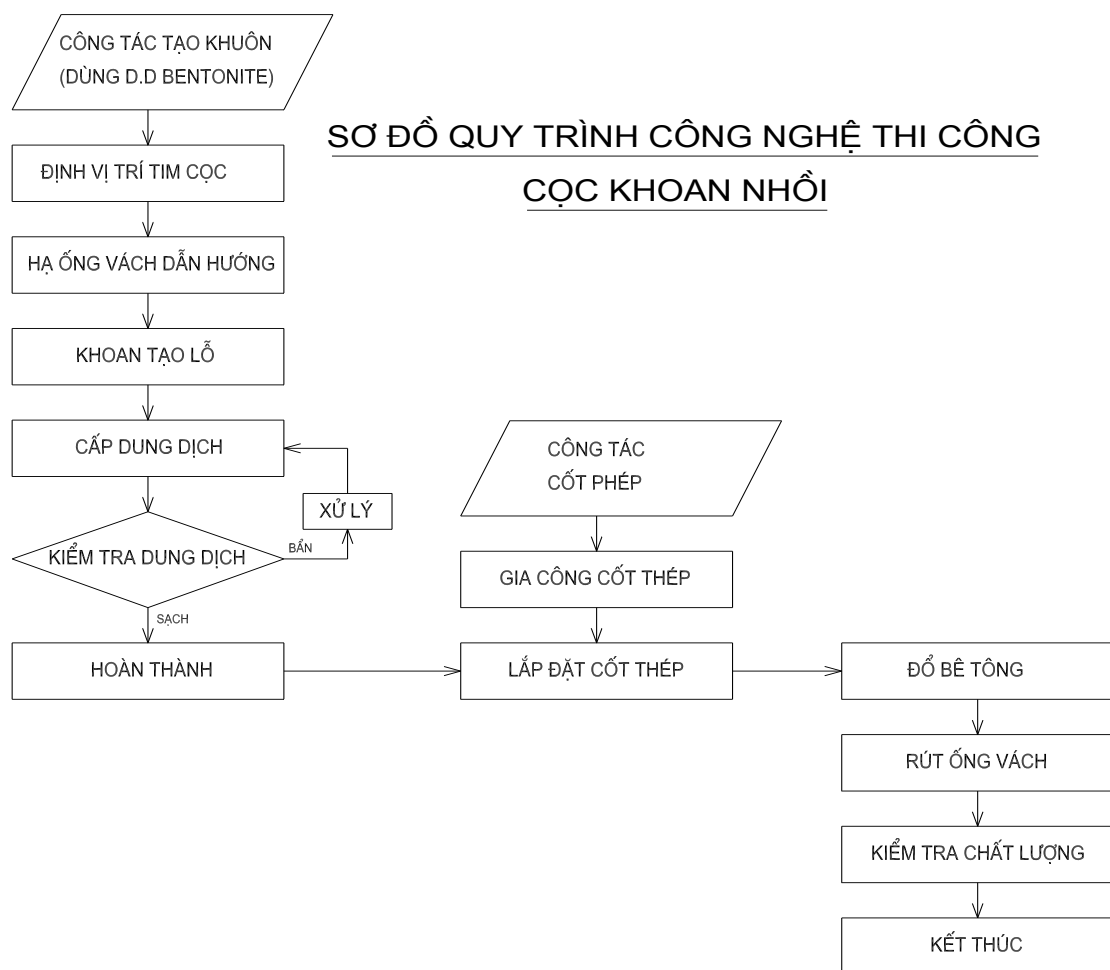 SƠ ĐỒ QUY TRÌNH CÔNG NGHỆ THI CÔNG
CỌC KHOAN NHỒI
CÔNG TÁC TẠO KHUÔN
(DÙNG D.D BENTONITE)
ĐỊNH VỊ TRÍ TIM CỌC
HẠ ỐNG VÁCH DẪN HƯỚNG
KHOAN TẠO LỖ
CẤP DUNG DỊCH
XỬ LÝ
KIỂM TRA DUNG DỊCH
BẨN
SẠCH
HOÀN THÀNH
CÔNG TÁC
CỐT PHÉP
GIA CÔNG CỐT THÉP
LẮP ĐẶT CỐT THÉP
ĐỔ BÊ TÔNG
RÚT ỐNG VÁCH
KIỂM TRA CHẤT LƯỢNG
KẾT THÚC